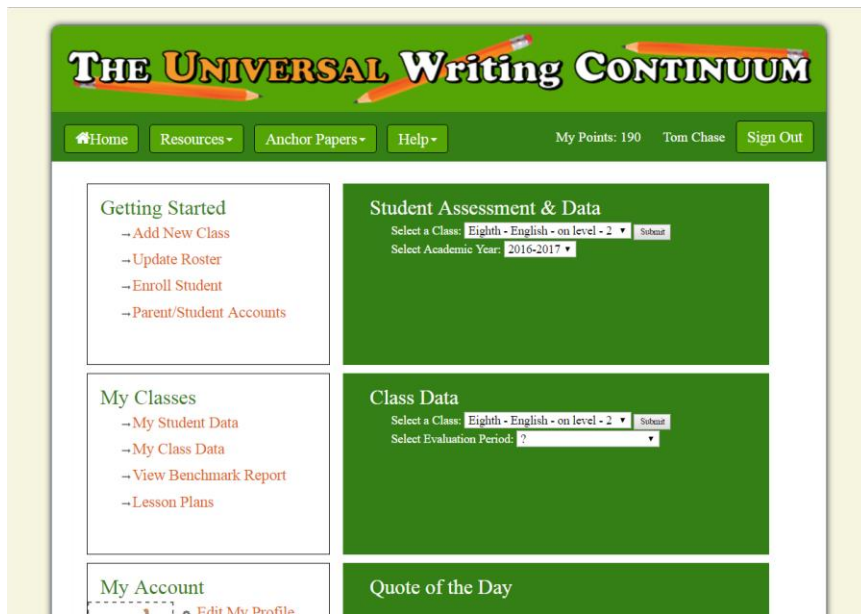 THE UNIVERSAL Writing CONTINUUM
Home Resources Anchor Papers Help My Points: 190 Tom Chase Sign Out
Getting Started
→Add New Class
→Update Roster
→Enroll Student
→Parent/Student Accounts
Student Assessment & Data
Select a Class: Eighth - English - on level - 2 Submit
Select Academic Year: 2016-2017
My Classes
→My Student Data
→My Class Data
→View Benchmark Report
→Lesson Plans
Class Data
Select a Class: Eighth - English - on level - 2 Submit
Select Evaluation Period: ?
My Account
Edit My Profile
Quote of the Day